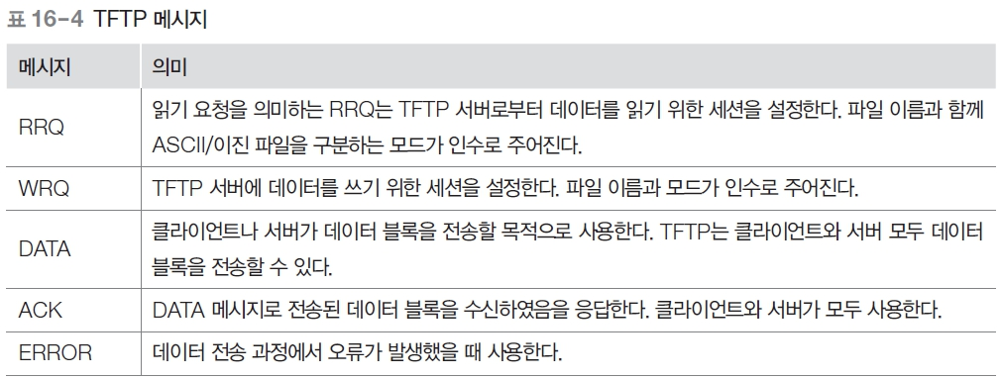 표 16-4 TFTP 메시지
메시지 의미
RRQ 읽기 요청을 의미하는 RRQ는 TFTP 서버로부터 데이터를 읽기 위한 세션을 설정한다. 파일 이름과 함께
ASCII/이진 파일을 구분하는 모드가 인수로 주어진다.
WRQ TFTP 서버에 데이터를 쓰기 위한 세션을 설정한다. 파일 이름과 모드가 인수로 주어진다.
DATA 클라이언트나 서버가 데이터 블록을 전송할 목적으로 사용한다. TFTP는 클라이언트와 서버 모두 데이터
블록을 전송할 수 있다.
ACK DATA 메시지로 전송된 데이터 블록을 수신하였음을 응답한다. 클라이언트와 서버가 모두 사용한다.
ERROR 데이터 전송 과정에서 오류가 발생했을 때 사용한다.